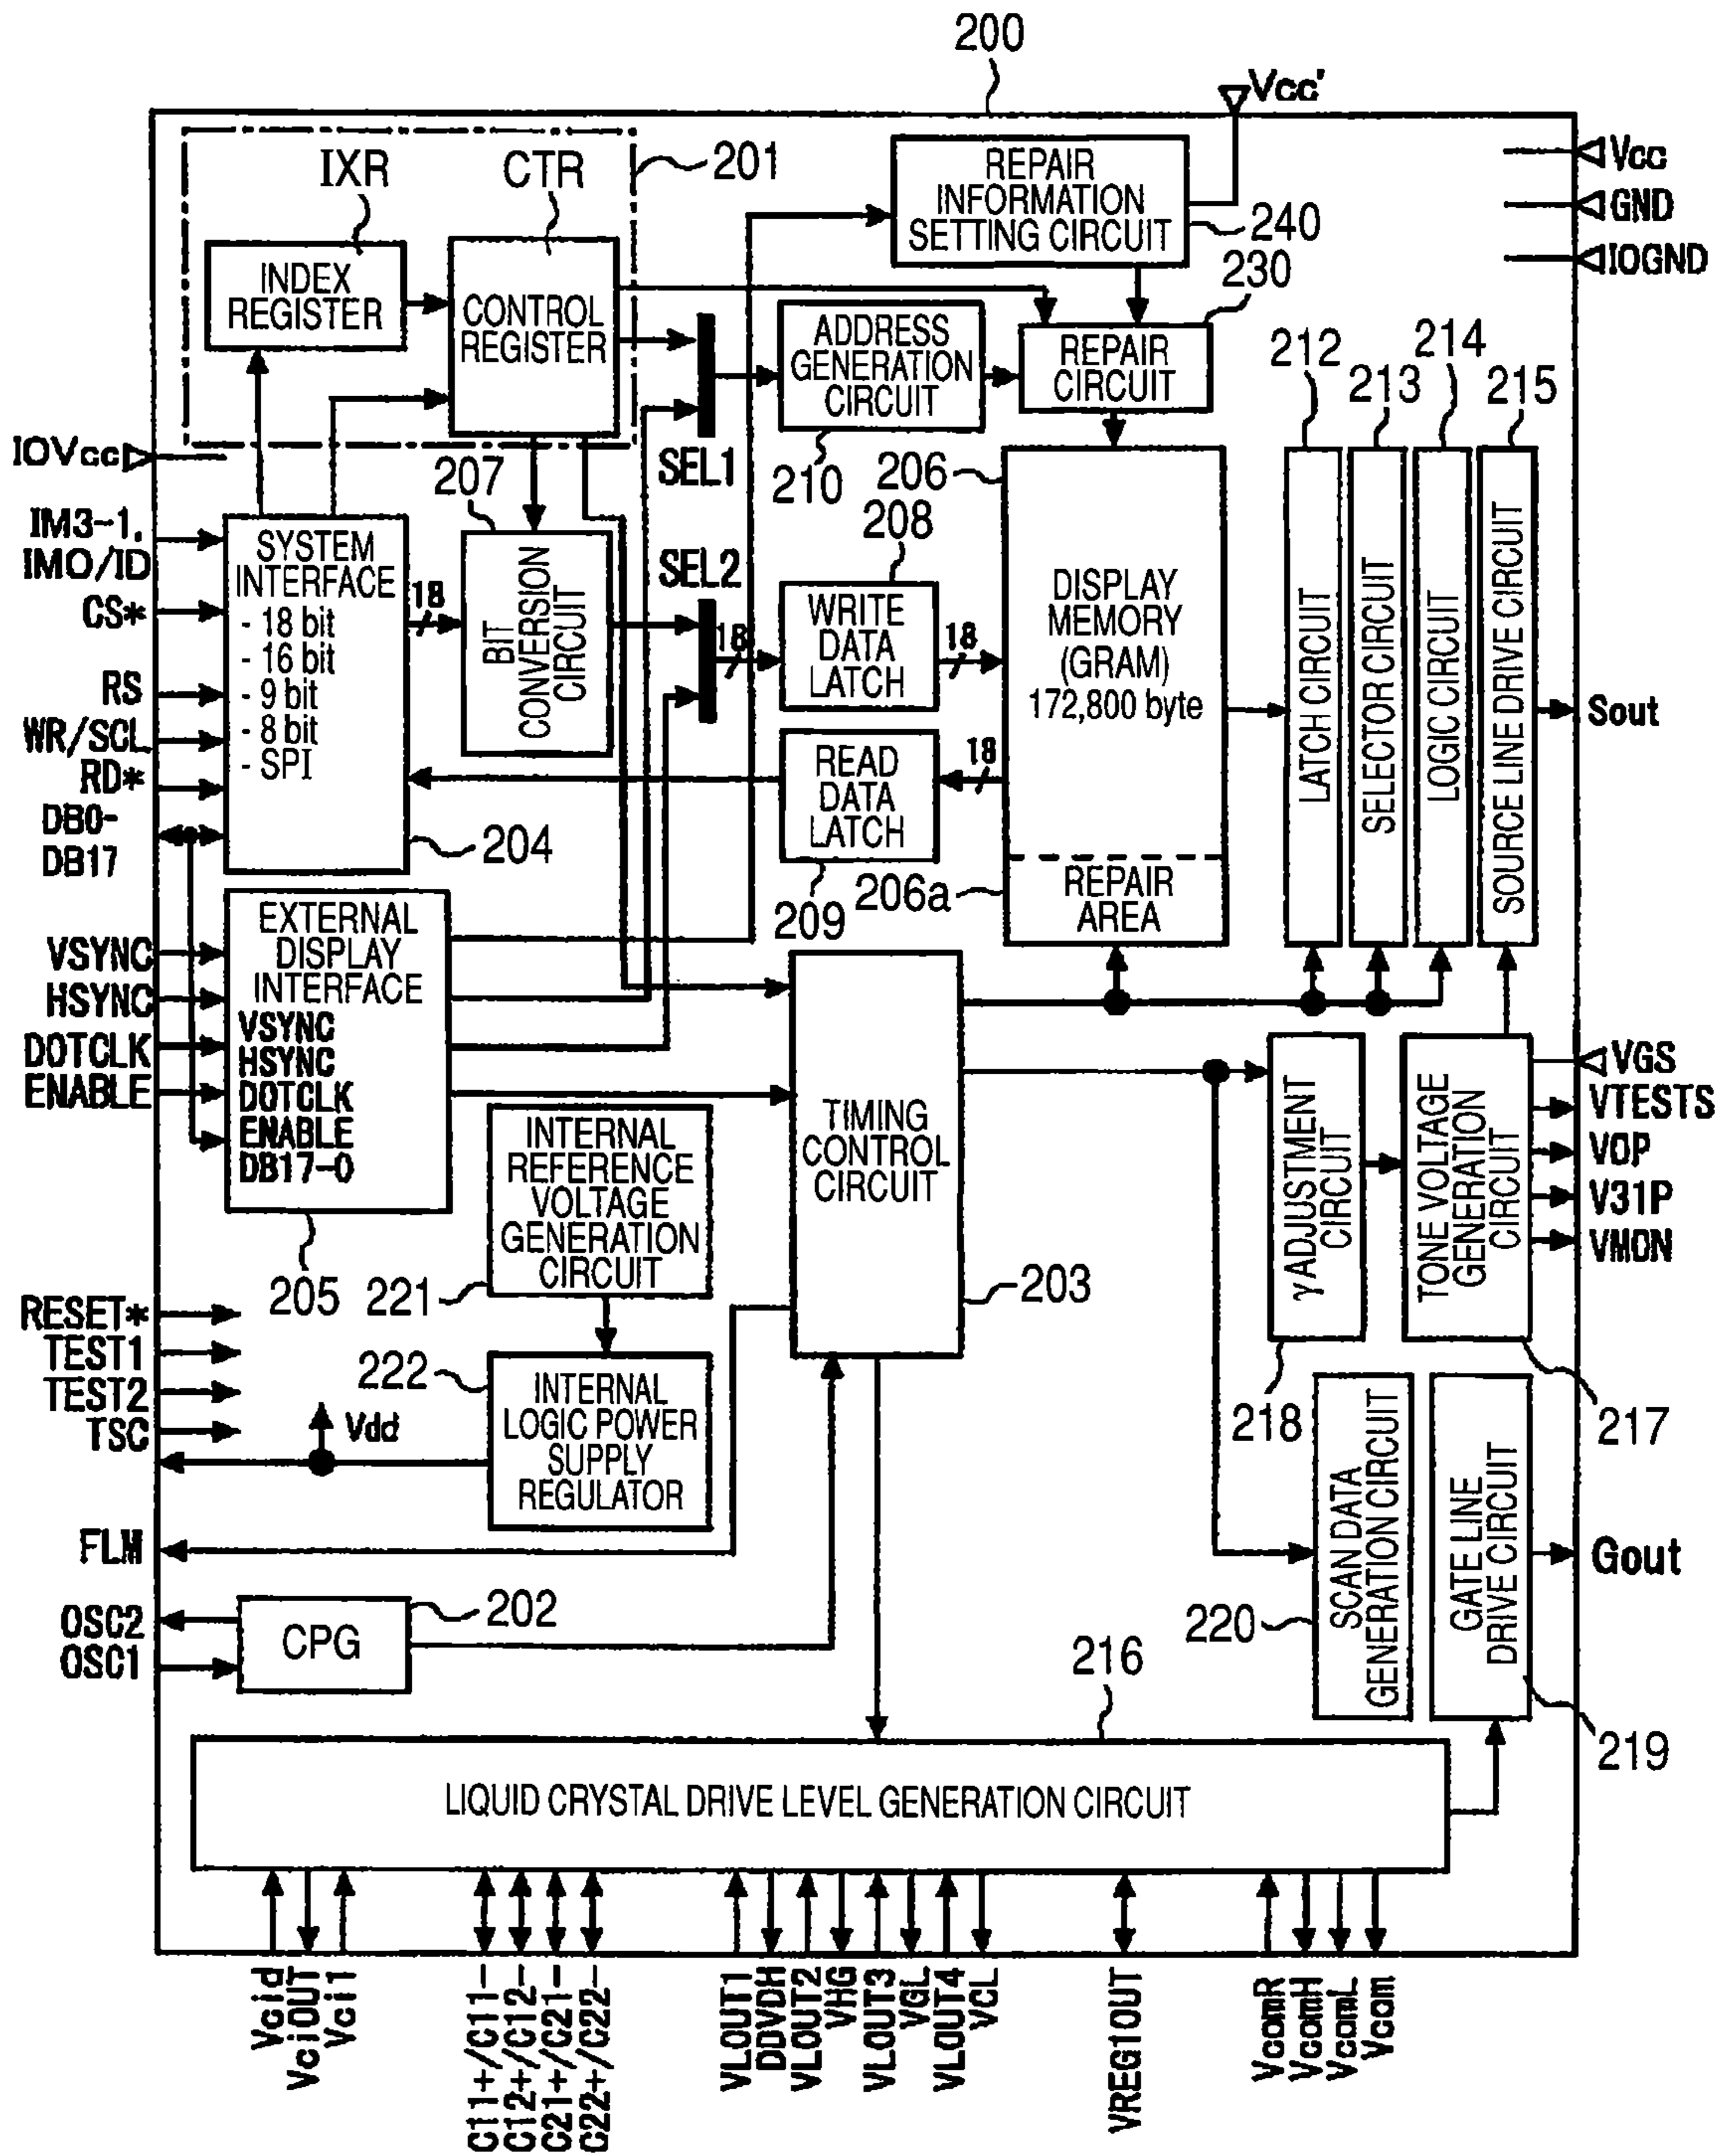 200
Vcc'
IXR
CTR
201
REPAIR
INFORMATION
SETTING CIRCUIT
240
Vcc
GND
IOGND
INDEX
REGISTER
CONTROL
REGISTER
230
ADDRESS
GENERATION
CIRCUIT
210
REPAIR
CIRCUIT
212
213
214
215
IOVcc
SEL1
207
206
208
IM3-1,
IM0/ID
CS*
RS
WR/SCL
RD*
DB0-
DB17
SYSTEM
INTERFACE
- 18 bit
- 16 bit
- 9 bit
- 8 bit
- SPI
204
18
BIT
CONVERSION
CIRCUIT
SEL2
18
WRITE
DATA
LATCH
18
DISPLAY
MEMORY
(GRAM)
172,800 byte
LATCH CIRCUIT
SELECTOR CIRCUIT
LOGIC CIRCUIT
SOURCE LINE DRIVE CIRCUIT
Sout
READ
DATA
LATCH
18
209
206a
REPAIR
AREA
VSYNC
HSYNC
DOTCLK
ENABLE
EXTERNAL
DISPLAY
INTERFACE
VSYNC
HSYNC
DOTCLK
ENABLE
DB17-0
205
INTERNAL
REFERENCE
VOLTAGE
GENERATION
CIRCUIT
221
TIMING
CONTROL
CIRCUIT
203
γADJUSTMENT
CIRCUIT
218
TONE VOLTAGE
GENERATION
CIRCUIT
217
VGS
VTESTS
VOP
V31P
VMON
RESET*
TEST1
TEST2
TSC
Vdd
222
INTERNAL
LOGIC POWER
SUPPLY
REGULATOR
SCAN DATA
GENERATION CIRCUIT
220
GATE LINE
DRIVE CIRCUIT
219
Gout
FLM
OSC2
OSC1
CPG
202
216
LIQUID CRYSTAL DRIVE LEVEL GENERATION CIRCUIT
Vcid
VciOUT
Vci1
C11+/C11-
C12+/C12-
C21+/C21-
C22+/C22-
VLOUT1
DDVDH
VLOUT2
VHG
VLOUT3
VGL
VLOUT4
VCL
VREG1OUT
VcomR
VcomH
VcomL
Vcom